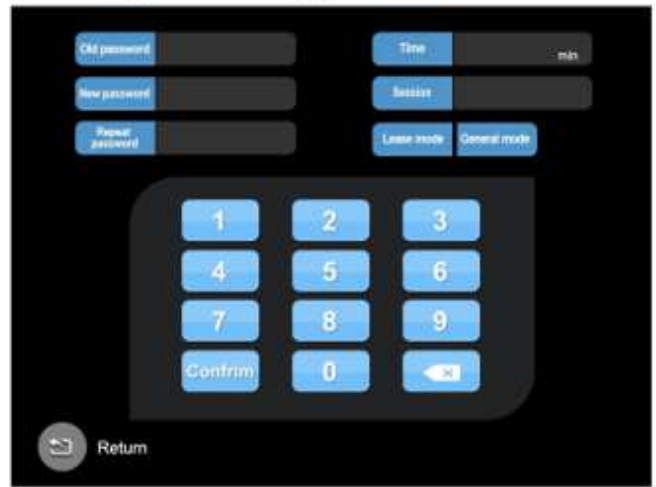 Old password
Time
min
New password
Session
Repeat
password
Lease mode General mode
1 2 3
4 5 6
7 8 9
Confrim 0
Return